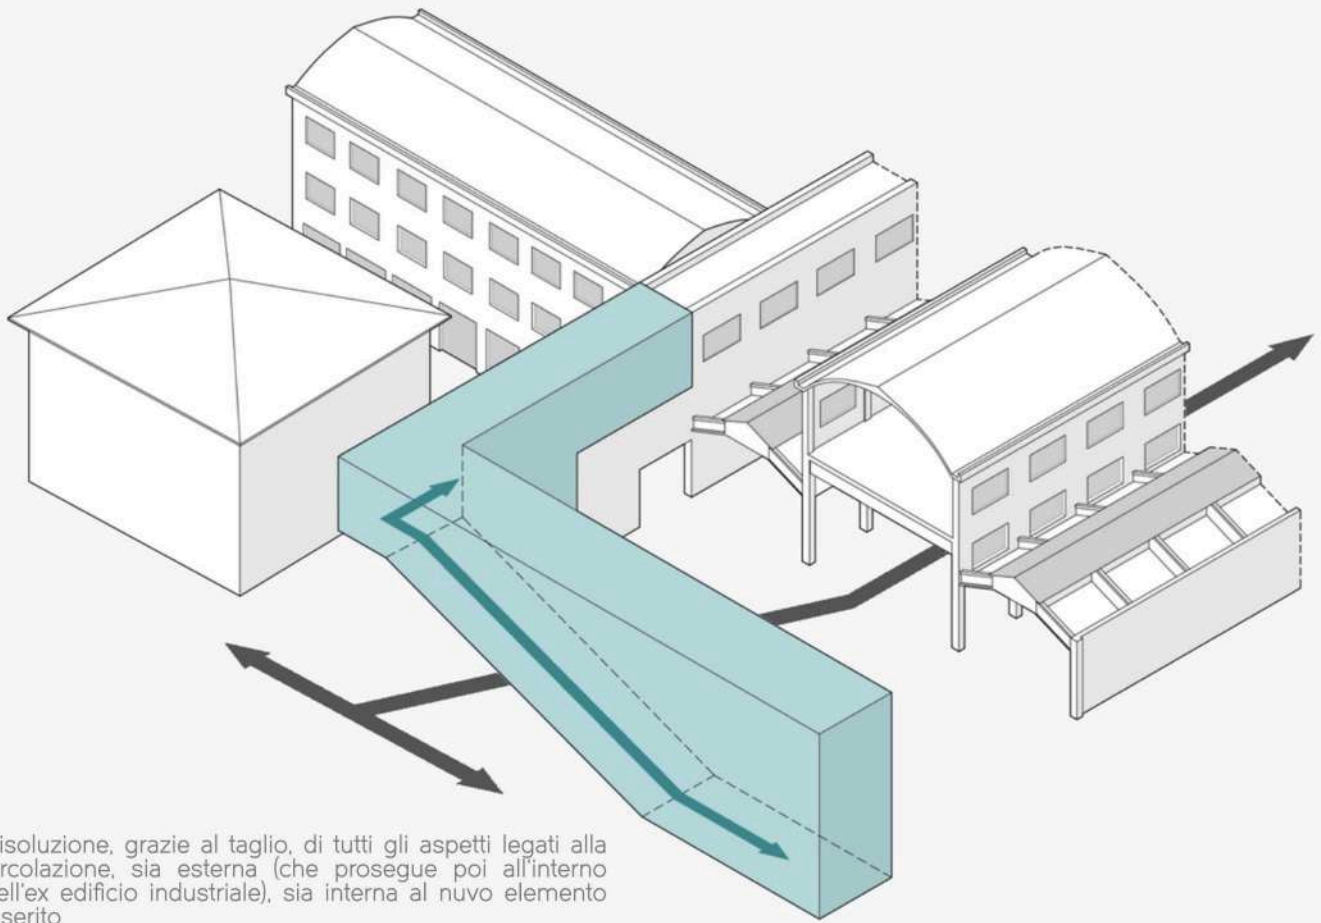 isoluzione, grazie al taglio, di tutti gli aspetti legati alla
rcolazione, sia esterna (che prosegue poi all'interno
ell'ex edificio industriale), sia interna al nuvo elemento
serito